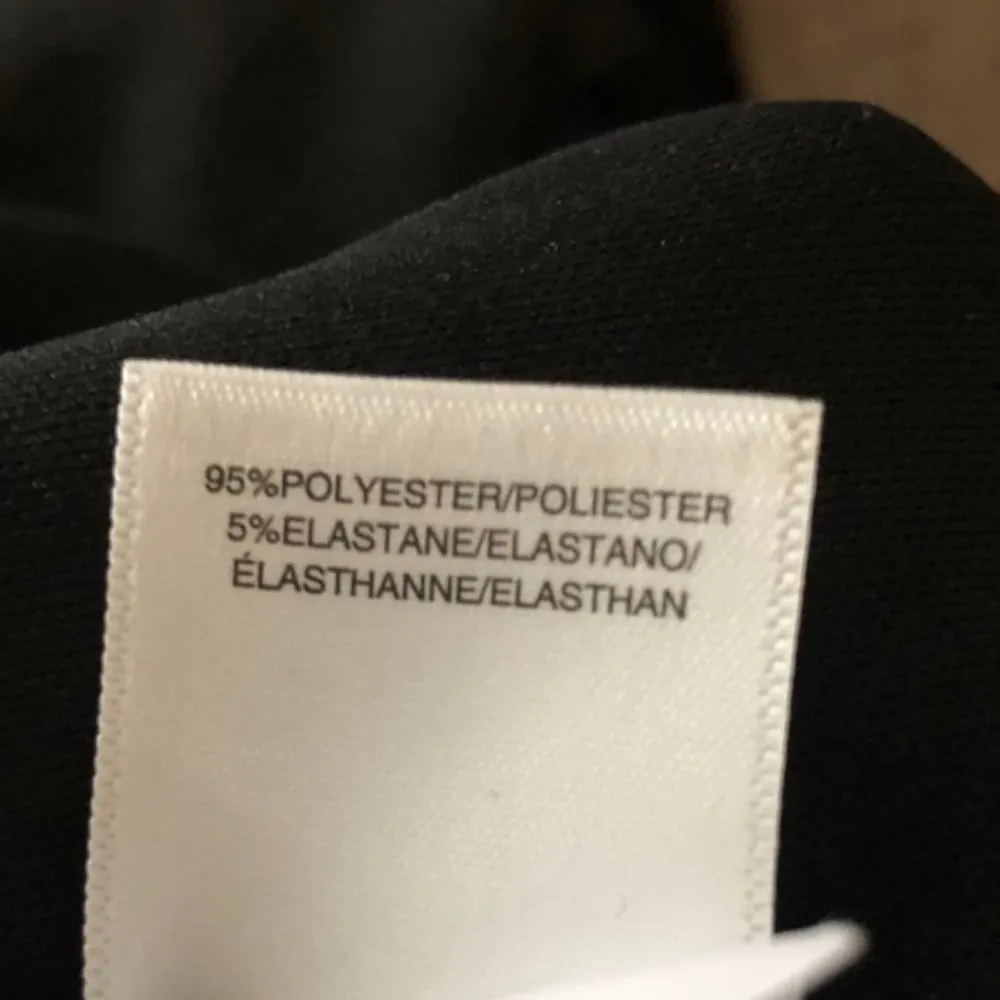 95%POLYESTER/POLIESTER
5%ELASTANE/ELASTANO/
ÉLASTHANNE/ELASTHAN